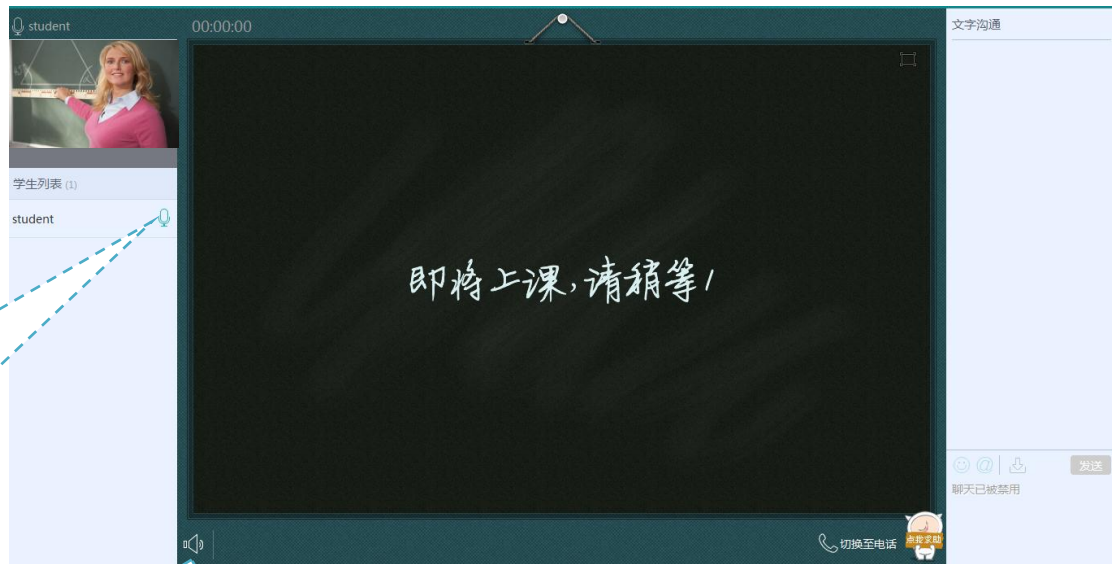 student
00:00:00
文字沟通
学生列表 (1)
student
即将上课,请稍等!
发送
聊天已被禁用
切换至电话
点我求助